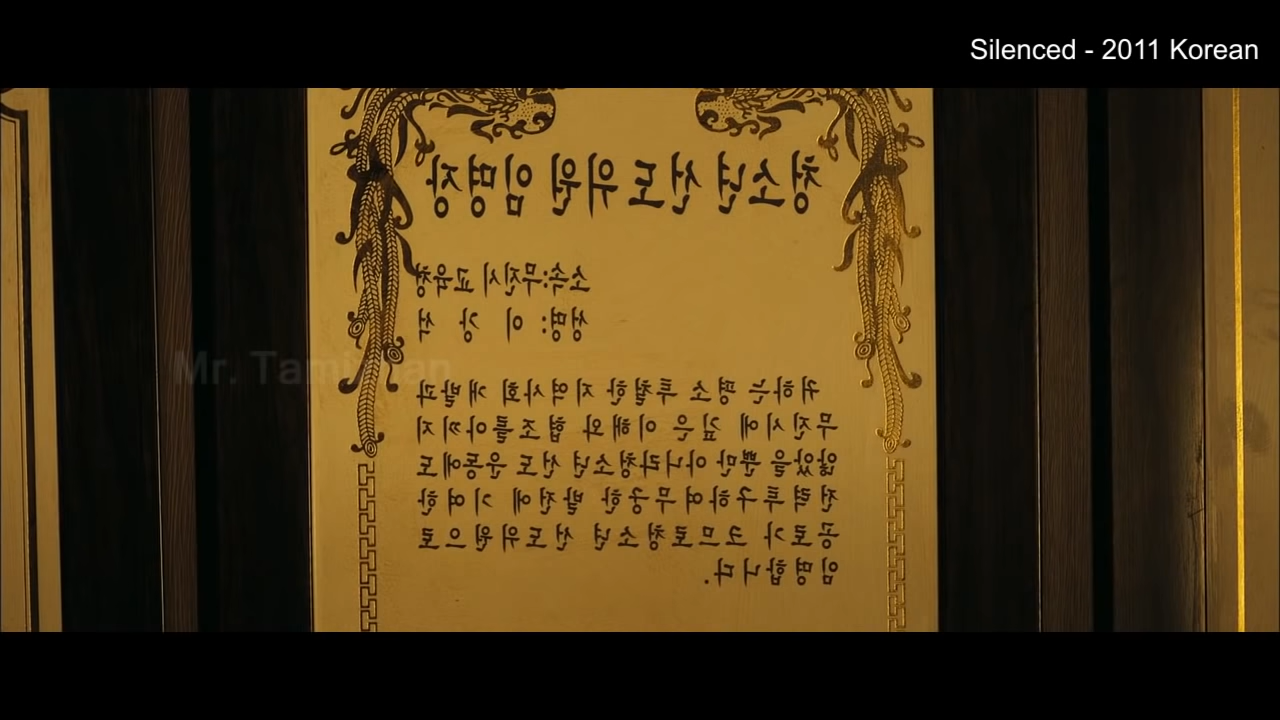 Silenced - 2011 Korean
청소년선도위원임명장
소속:무진시교육청
성명: 이 강 석
Mr.
귀하는 평소 투철한 지역사회 개발과
무진시에 깊은 이해와 협조를아끼지
않았을 뿐만 아니라청소년 선도 운동에도
전력 투구하여무궁한 발전에 기여한
공로가 크므로청소년 선도위원으로
임명합니다.